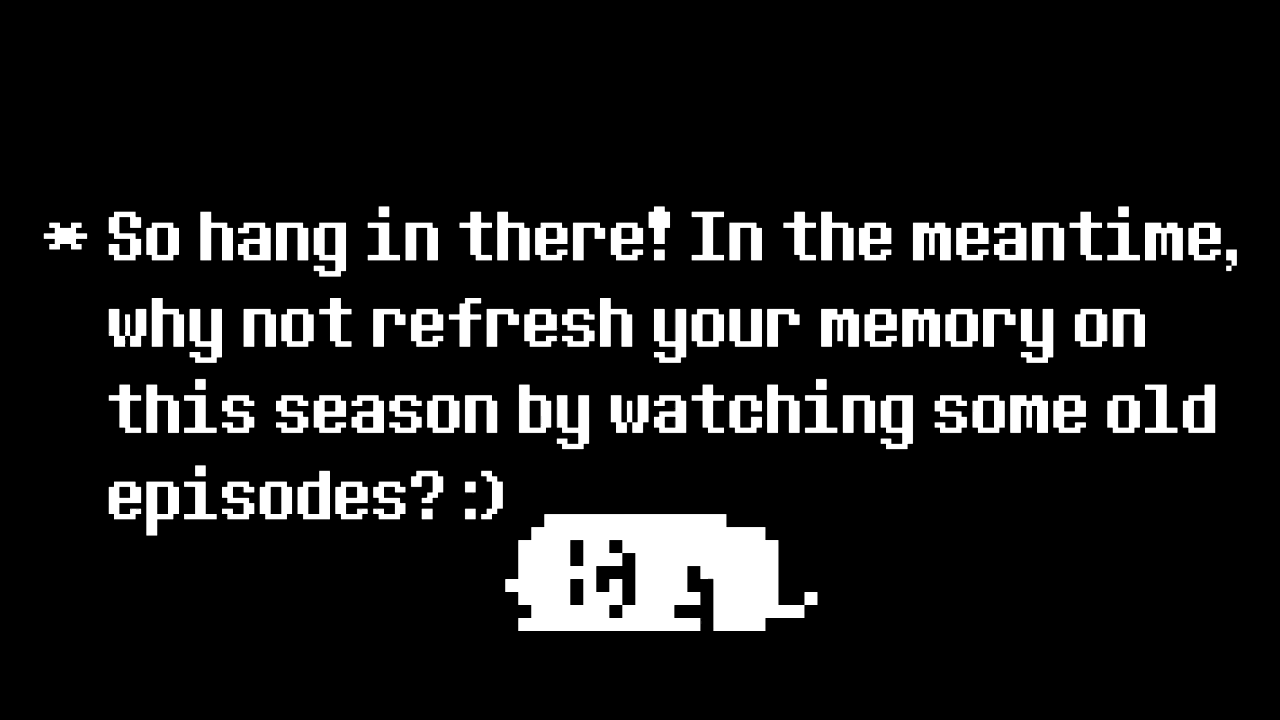 * So hang in there! In the meantime,
why not refresh your memory on
this season by watching some old
episodes? :)